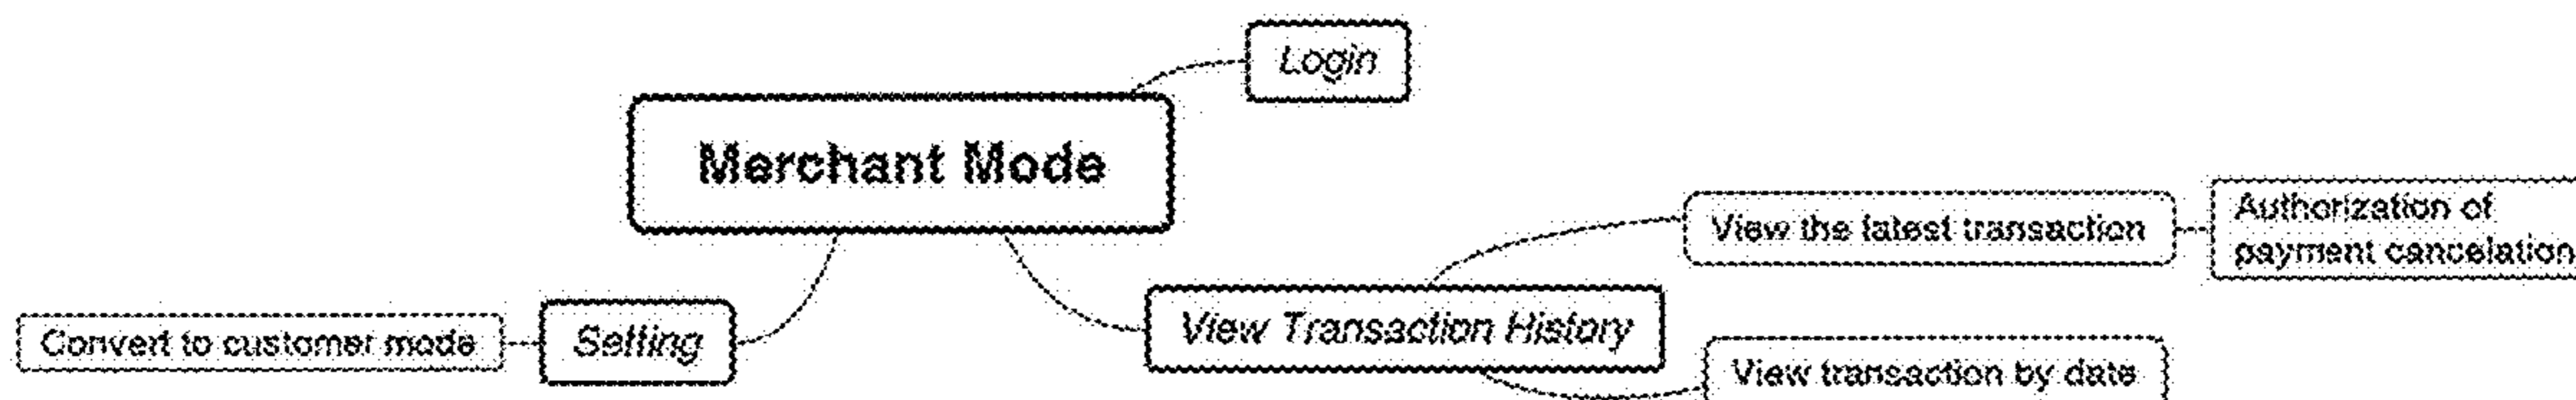 Login
Merchant Mode
View the latest transaction
Authorization of
payment cancelation
Convert to customer mode
Setting
View Transaction History
View transaction by date